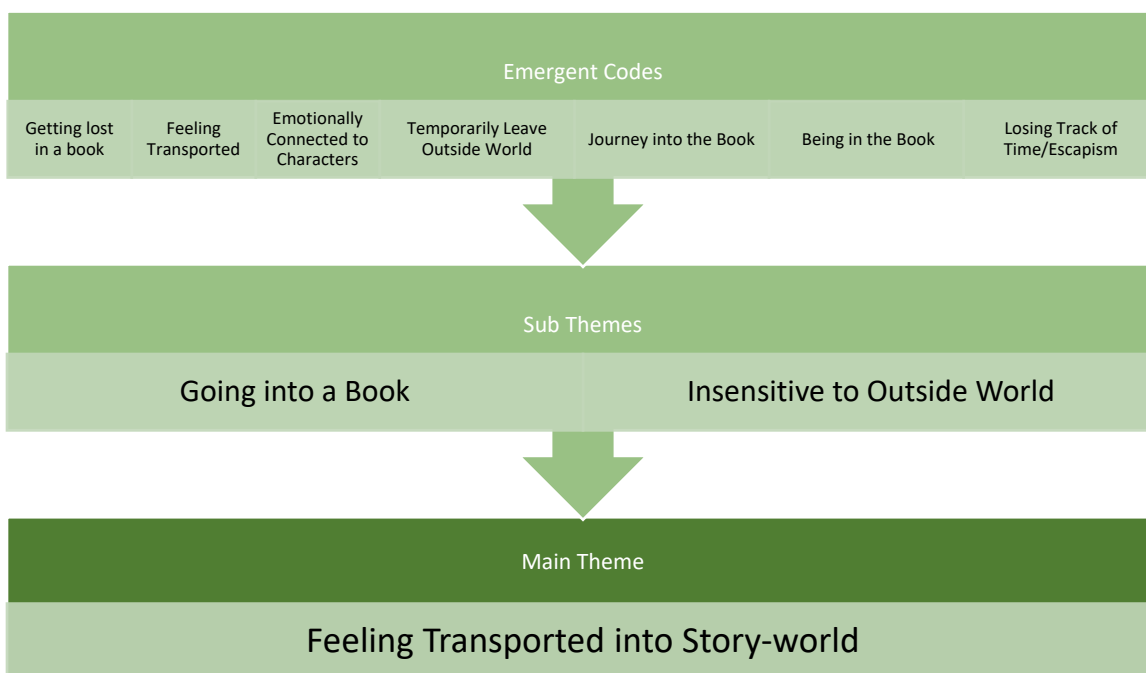 Emergent Codes
Getting lost
in a book
Feeling
Transported
Emotionally
Connected to
Characters
Temporarily Leave
Outside World
Journey into the Book
Being in the Book
Losing Track of
Time/Escapism
Sub Themes
Going into a Book
Insensitive to Outside World
Main Theme
Feeling Transported into Story-world